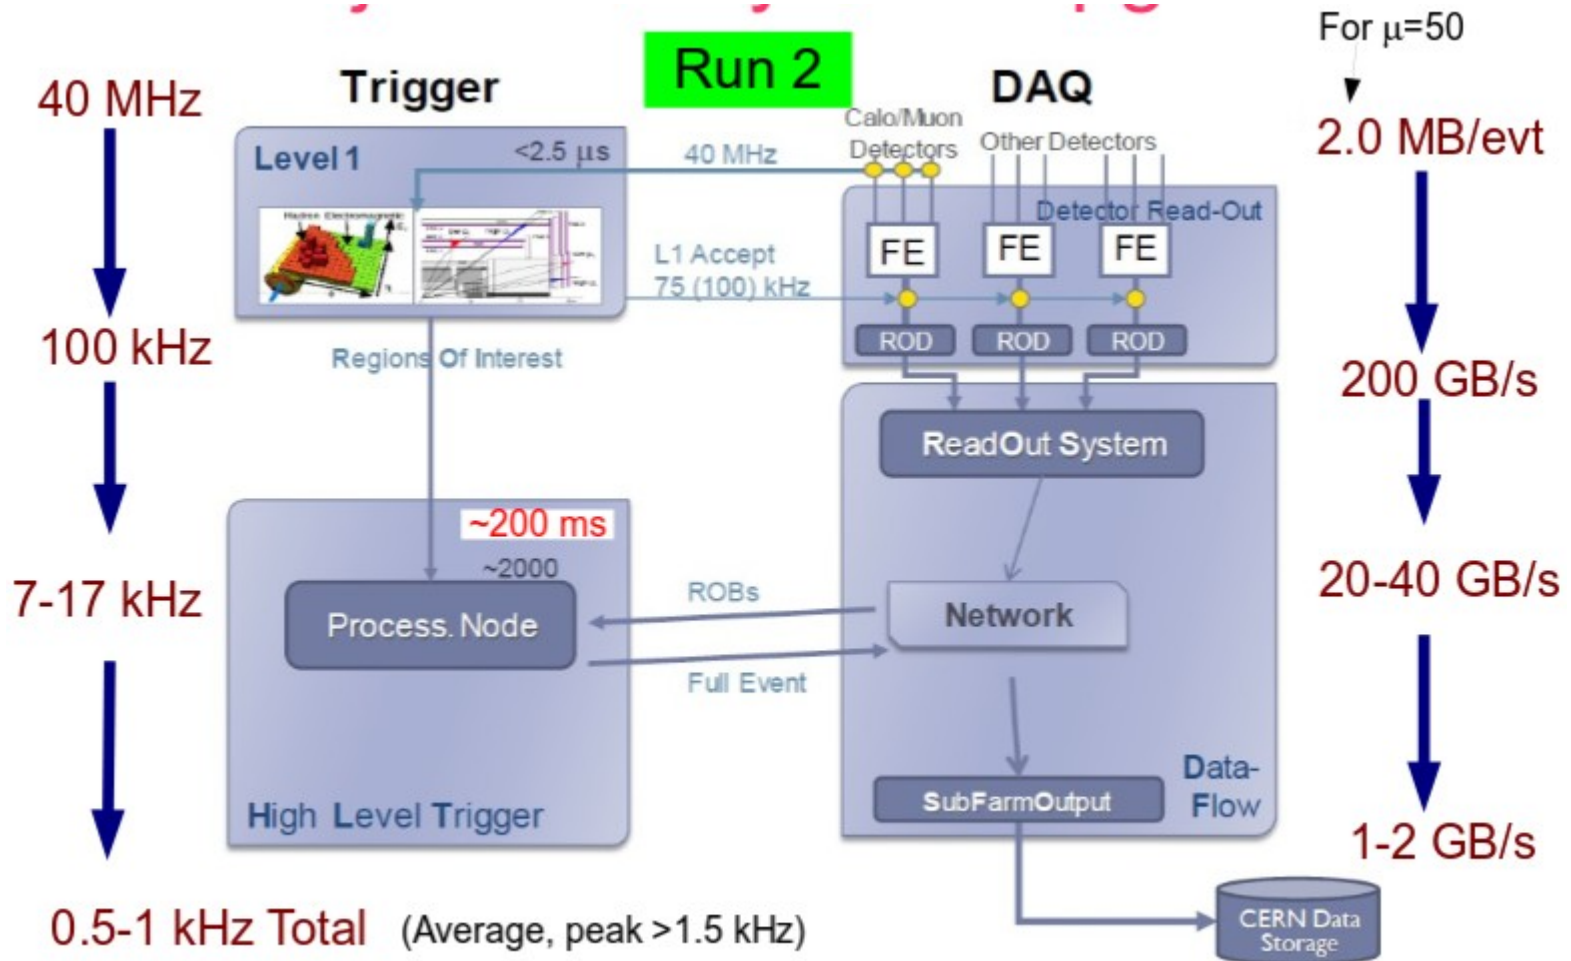 For μ=50
Run 2
Trigger
DAQ
40 MHz
2.0 MB/evt
Calo/Muon
Detectors
Other Detectors
Level 1
<2.5 μs
40 MHz
Detector Read-Out
Hadron Electromagnetic
FE
FE
FE
L1 Accept
75 (100) kHz
ROD
ROD
ROD
100 kHz
Regions Of Interest
200 GB/s
ReadOut System
~200 ms
~2000
7-17 kHz
Process. Node
ROBs
Network
20-40 GB/s
Full Event
High Level Trigger
SubFarmOutput
Data-
Flow
1-2 GB/s
0.5-1 kHz Total (Average, peak >1.5 kHz)
CERN Data
Storage